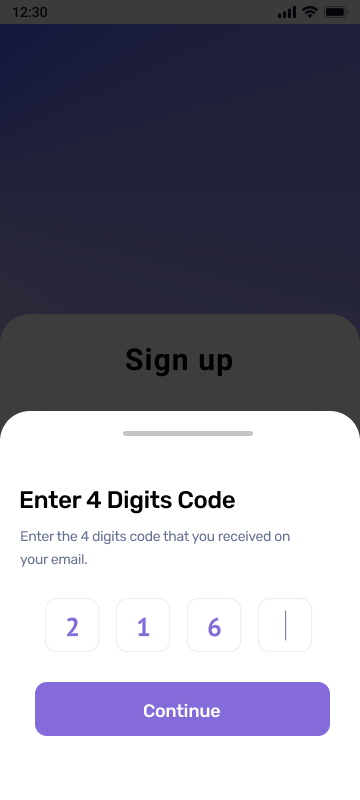 12:30
Sign up
Enter 4 Digits Code
Enter the 4 digits code that you received on
your email.
2 1 6
Continue